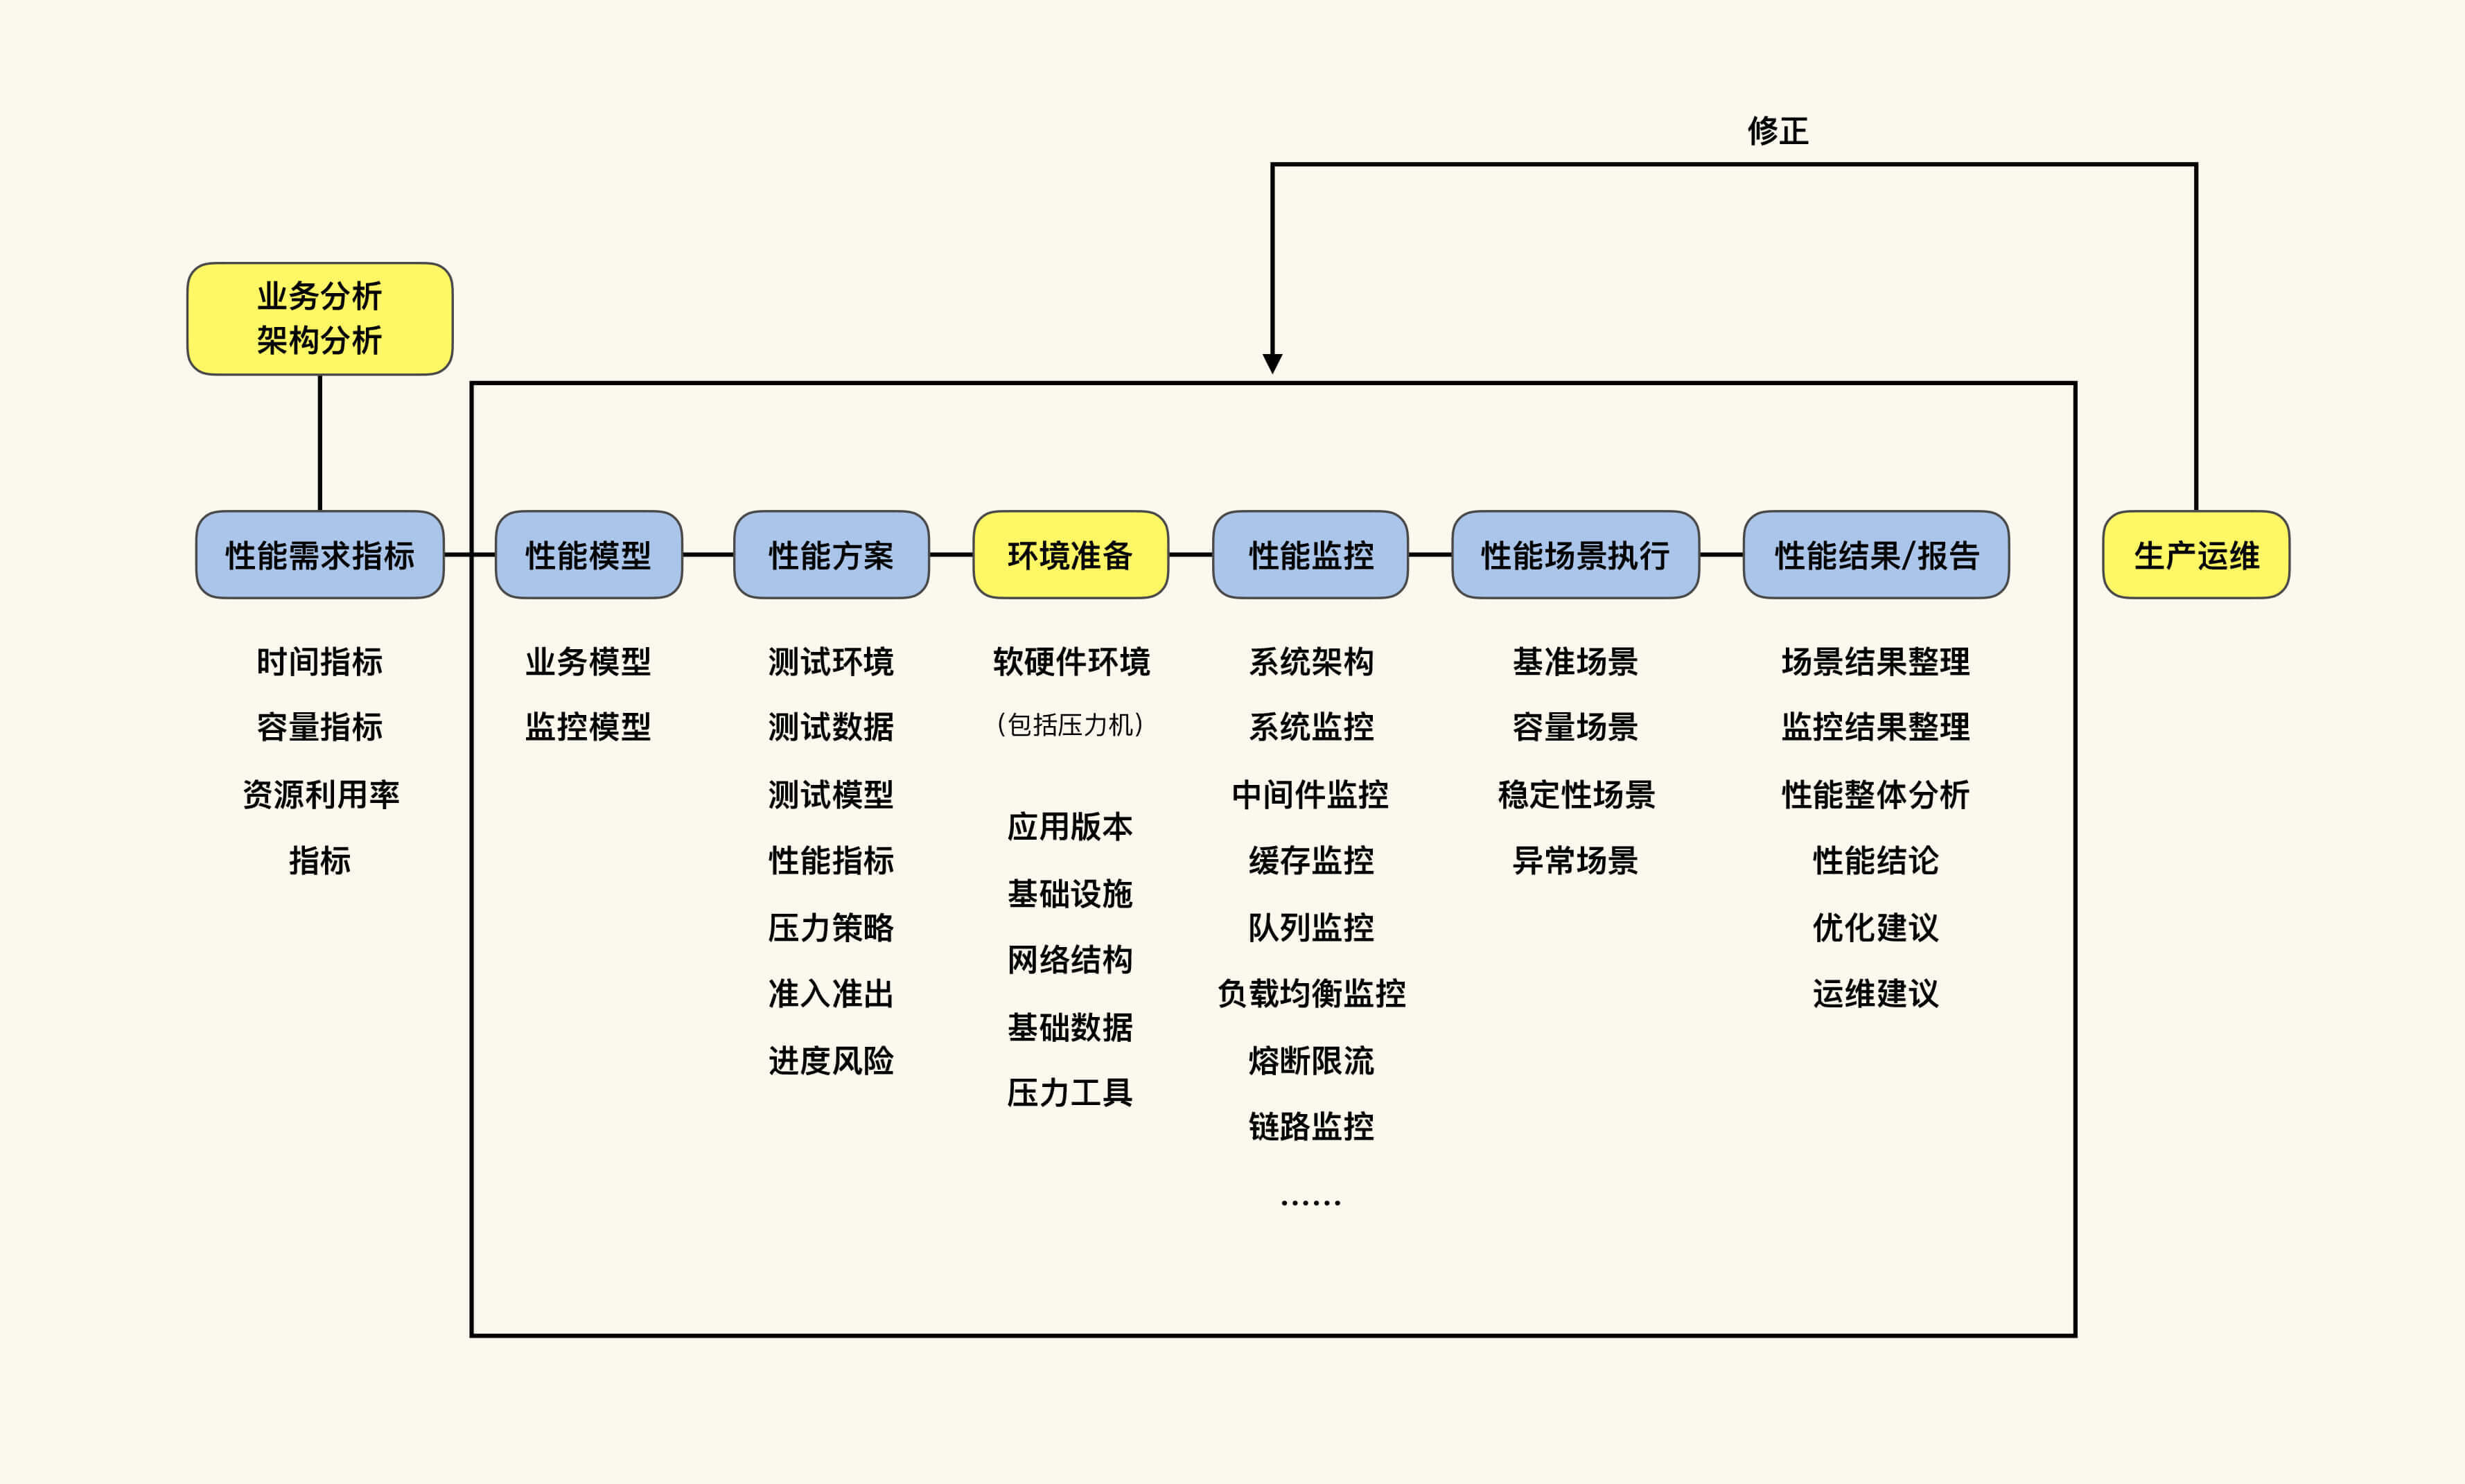 修正
业务分析
架构分析
性能需求指标
性能模型
性能方案
环境准备
性能监控
性能场景执行
性能结果/报告
生产运维
时间指标
容量指标
资源利用率
指标
业务模型
监控模型
测试环境
测试数据
测试模型
性能指标
压力策略
准入准出
进度风险
软硬件环境
（包括压力机）
应用版本
基础设施
网络结构
基础数据
压力工具
系统架构
系统监控
中间件监控
缓存监控
队列监控
负载均衡监控
熔断限流
链路监控
……
基准场景
容量场景
稳定性场景
异常场景
场景结果整理
监控结果整理
性能整体分析
性能结论
优化建议
运维建议